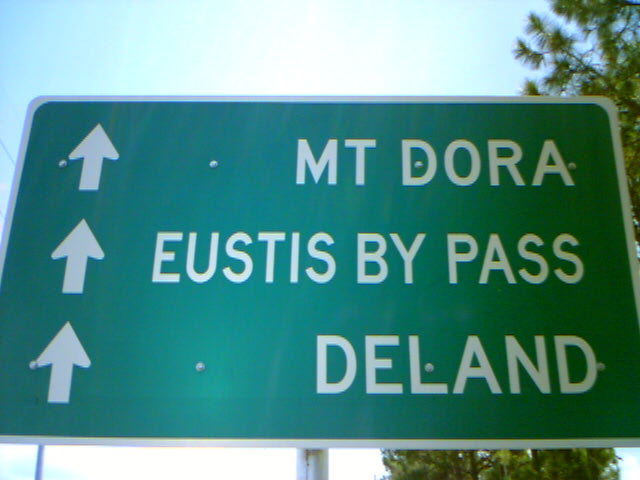 MT DORA
EUSTIS BY PASS
DELAND